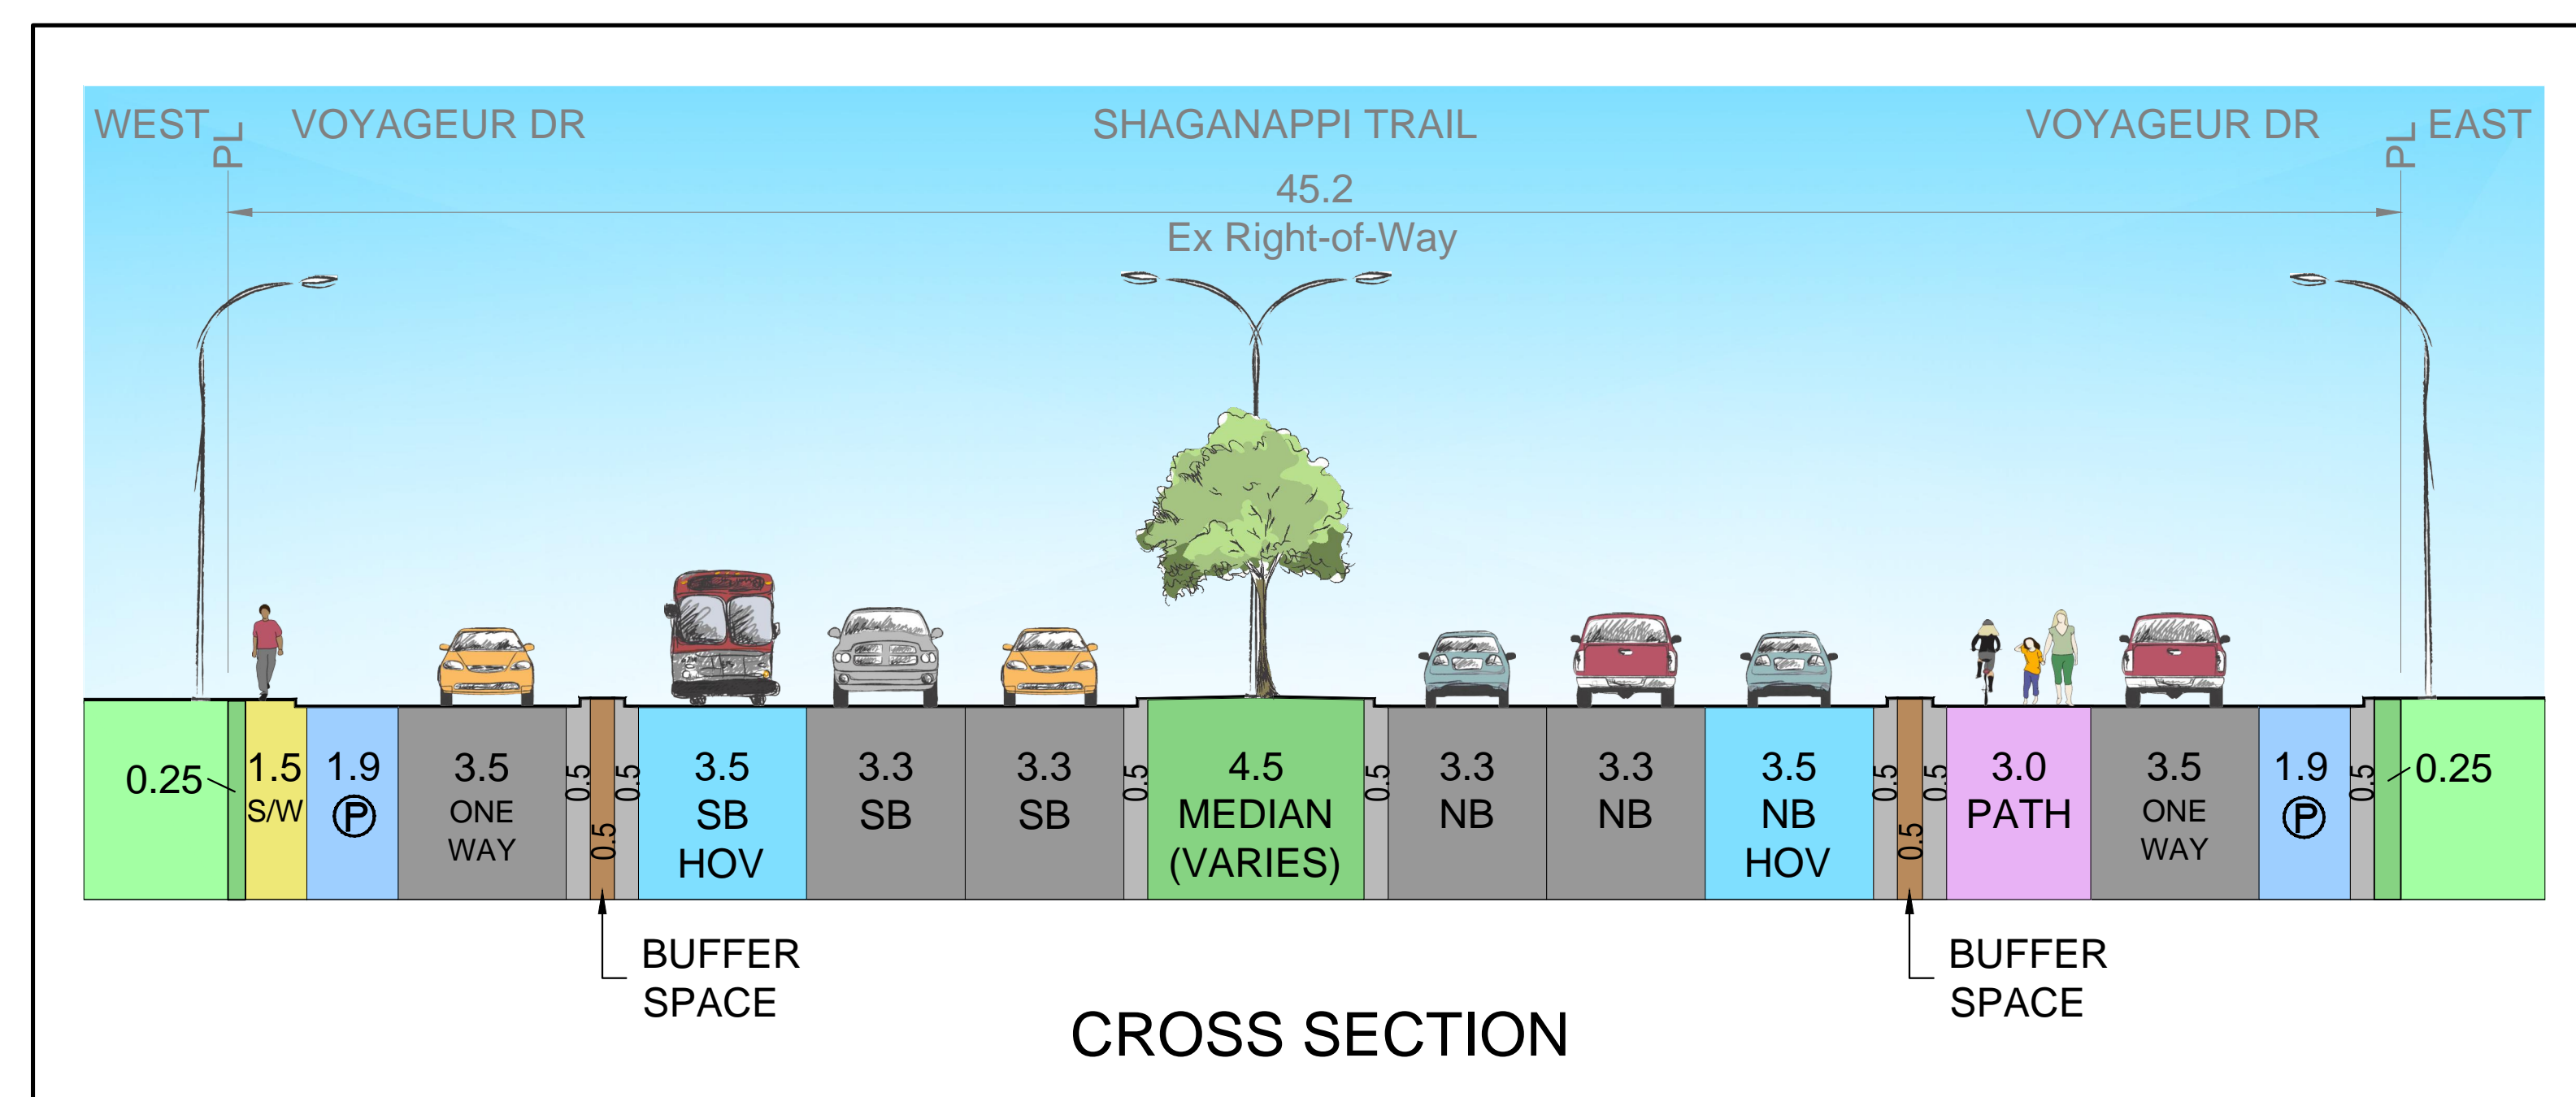 WEST PL VOYAGEUR DR SHAGANAPPI TRAIL VOYAGEUR DR PL EAST
45.2
Ex Right-of-Way
0.25
1.5
S/W
1.9
P
3.5
ONE
WAY
0.5
0.5
0.5
3.5
SB
HOV
3.3
SB
3.3
SB
0.5
4.5
MEDIAN
(VARIES)
0.5
3.3
NB
3.3
NB
3.5
NB
HOV
0.5
0.5
0.5
3.0
PATH
3.5
ONE
WAY
1.9
P
0.5
0.25
BUFFER
SPACE
BUFFER
SPACE
CROSS SECTION